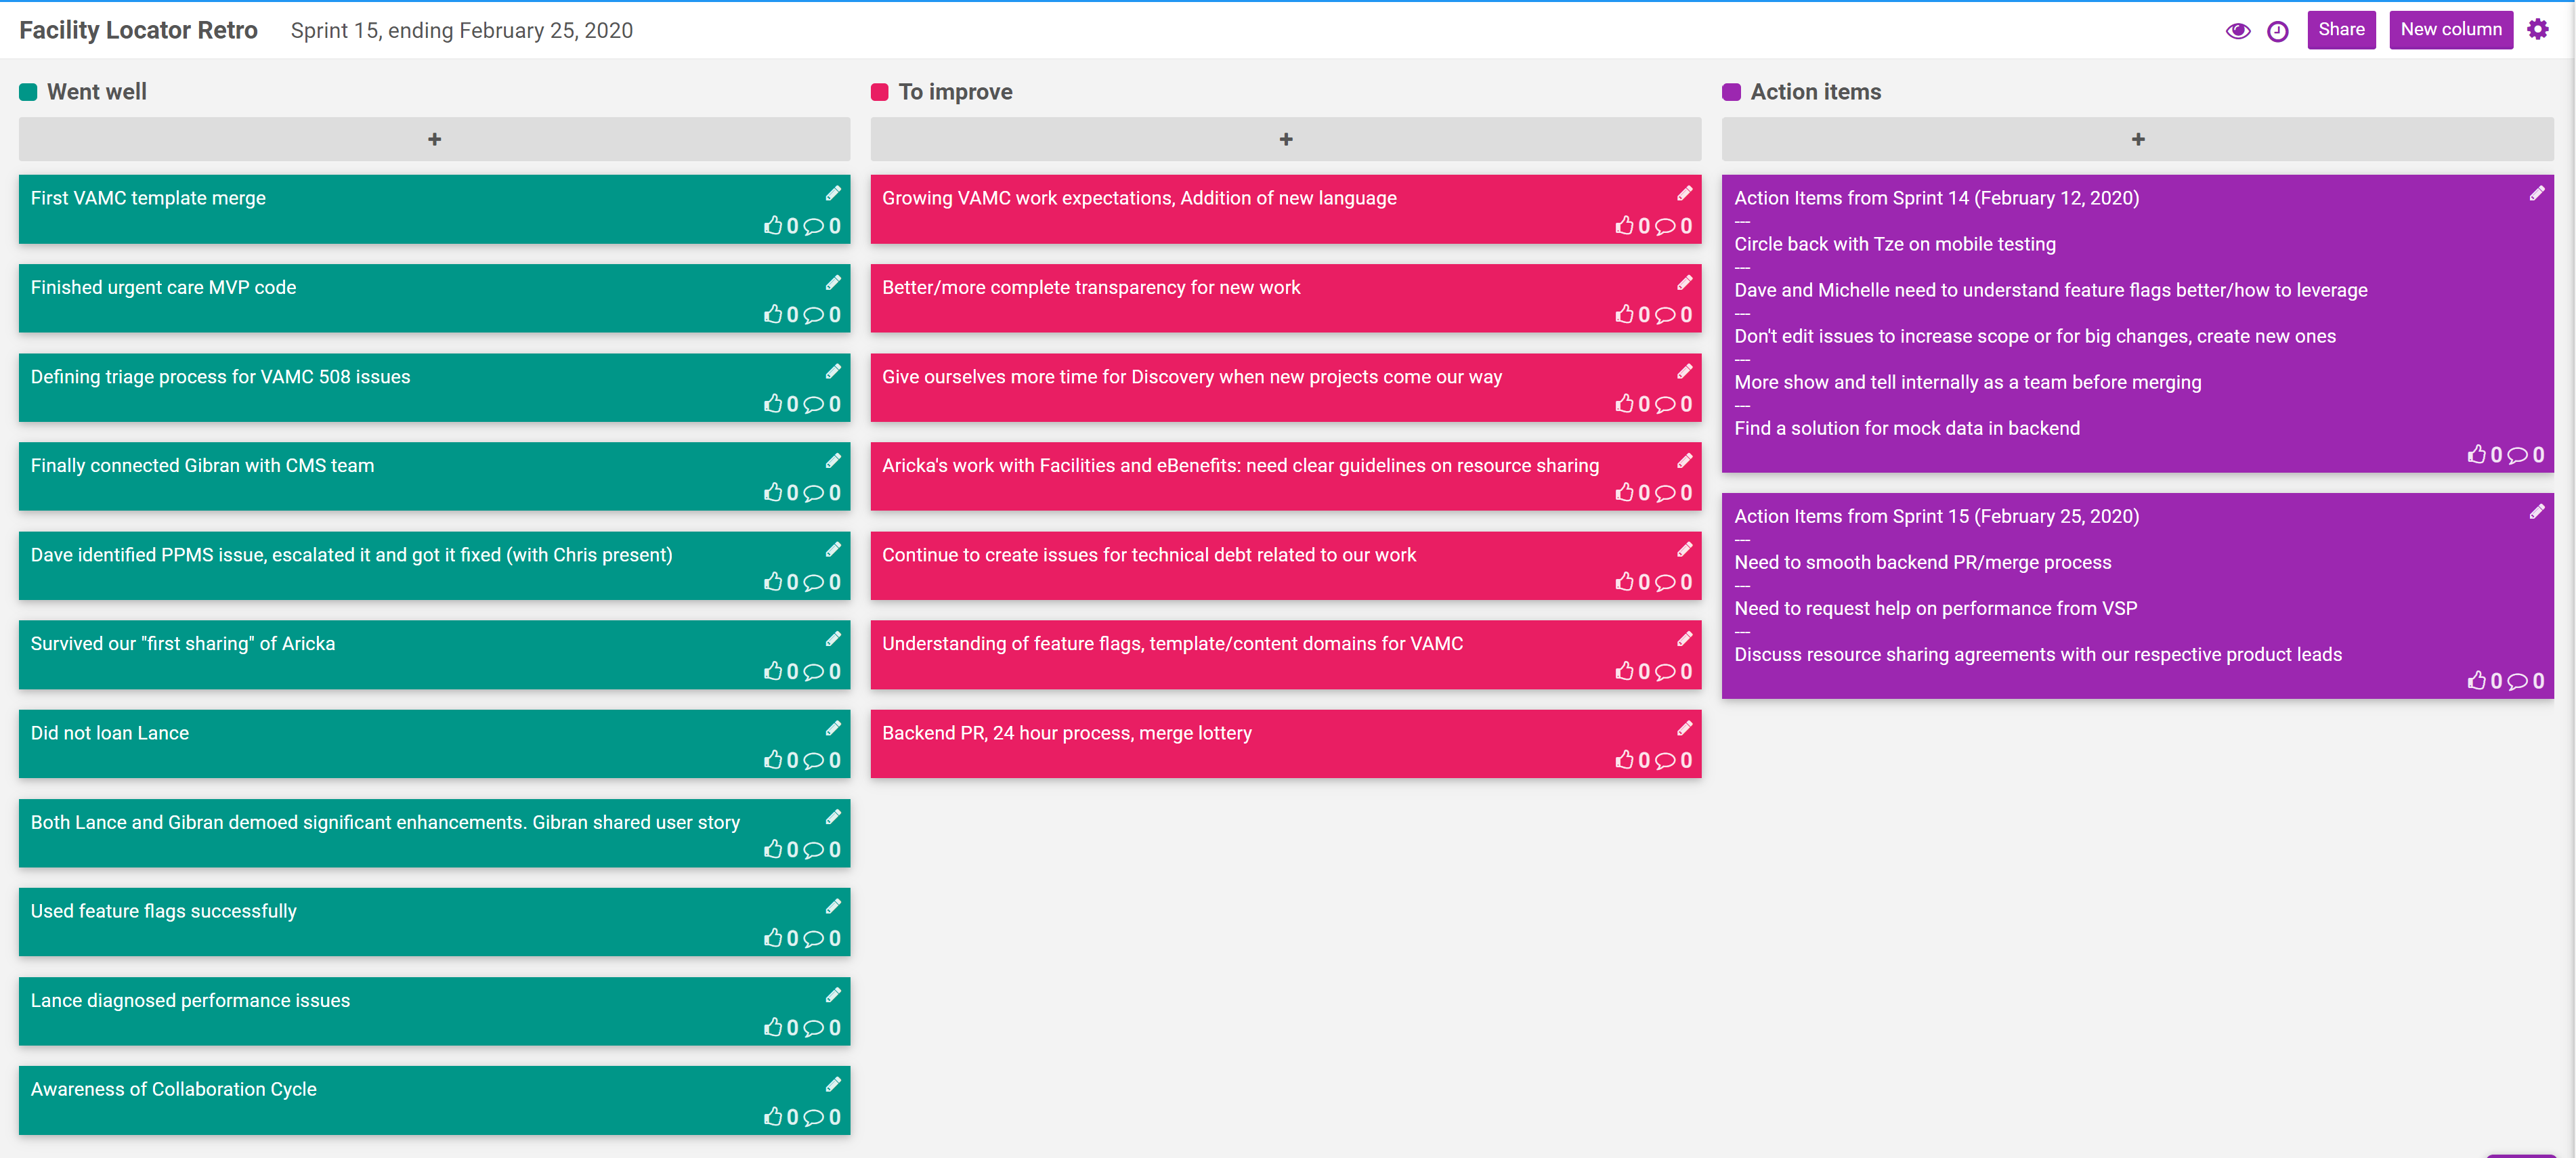 Facility Locator Retro
Sprint 15, ending February 25, 2020
Share
New column
Went well
+
First VAMC template merge
0 0
Finished urgent care MVP code
0 0
Defining triage process for VAMC 508 issues
0 0
Finally connected Gibran with CMS team
0 0
Dave identified PPMS issue, escalated it and got it fixed (with Chris present)
0 0
Survived our "first sharing" of Aricka
0 0
Did not loan Lance
0 0
Both Lance and Gibran demoed significant enhancements. Gibran shared user story
0 0
Used feature flags successfully
0 0
Lance diagnosed performance issues
0 0
Awareness of Collaboration Cycle
0 0
To improve
+
Growing VAMC work expectations, Addition of new language
0 0
Better/more complete transparency for new work
0 0
Give ourselves more time for Discovery when new projects come our way
0 0
Aricka's work with Facilities and eBenefits: need clear guidelines on resource sharing
0 0
Continue to create issues for technical debt related to our work
0 0
Understanding of feature flags, template/content domains for VAMC
0 0
Backend PR, 24 hour process, merge lottery
0 0
Action items
+
Action Items from Sprint 14 (February 12, 2020)
---
Circle back with Tze on mobile testing
---
Dave and Michelle need to understand feature flags better/how to leverage
---
Don't edit issues to increase scope or for big changes, create new ones
---
More show and tell internally as a team before merging
---
Find a solution for mock data in backend
0 0
Action Items from Sprint 15 (February 25, 2020)
---
Need to smooth backend PR/merge process
---
Need to request help on performance from VSP
---
Discuss resource sharing agreements with our respective product leads
0 0